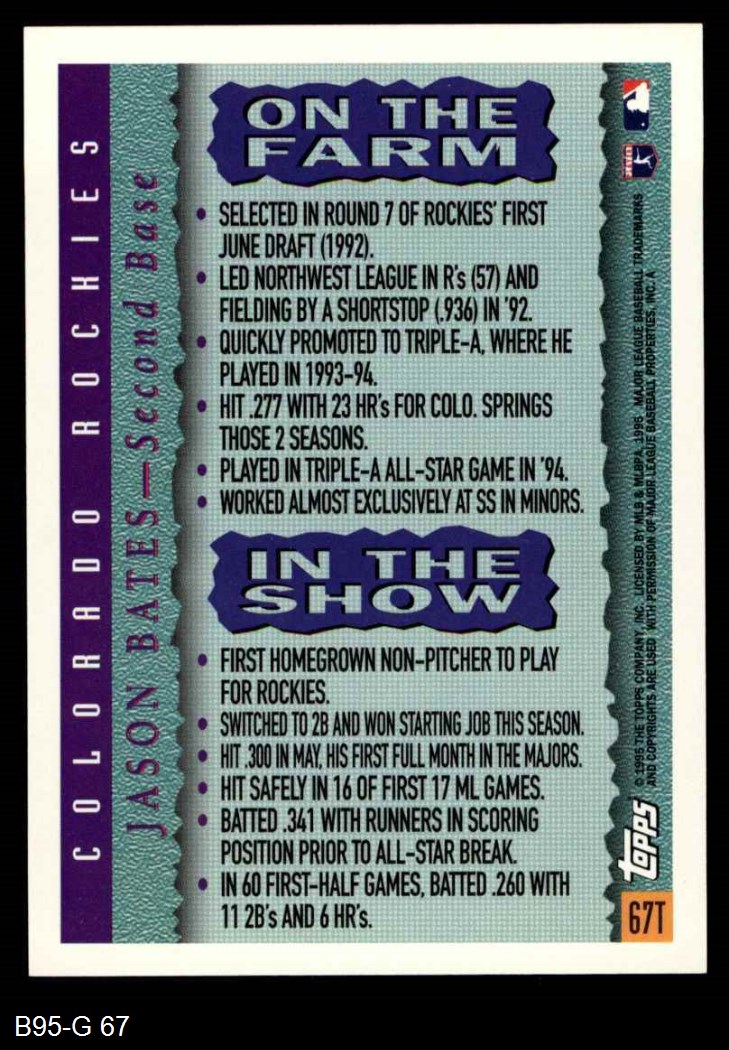 COLORADO ROCKIES
JASON BATES—Second Base
ON THE
FARM
• SELECTED IN ROUND 7 OF ROCKIES' FIRST
JUNE DRAFT (1992).
• LED NORTHWEST LEAGUE IN R's (57) AND
FIELDING BY A SHORTSTOP (.936) IN '92.
• QUICKLY PROMOTED TO TRIPLE-A, WHERE HE
PLAYED IN 1993-94.
• HIT .277 WITH 23 HR's FOR COLO. SPRINGS
THOSE 2 SEASONS.
• PLAYED IN TRIPLE-A ALL-STAR GAME IN '94.
• WORKED ALMOST EXCLUSIVELY AT SS IN MINORS.
IN THE
SHOW
• FIRST HOMEGROWN NON-PITCHER TO PLAY
FOR ROCKIES.
• SWITCHED TO 2B AND WON STARTING JOB THIS SEASON.
• HIT .300 IN MAY, HIS FIRST FULL MONTH IN THE MAJORS.
• HIT SAFELY IN 16 OF FIRST 17 ML GAMES.
• BATTED .341 WITH RUNNERS IN SCORING
POSITION PRIOR TO ALL-STAR BREAK.
• IN 60 FIRST-HALF GAMES, BATTED .260 WITH
11 2B's AND 6 HR's.
© 1995 THE TOPPS COMPANY, INC. LICENSED BY MLB & MLBPA, 1995 MAJOR LEAGUE BASEBALL TRADEMARKS
AND COPYRIGHTS ARE USED WITH PERMISSION OF MAJOR LEAGUE BASEBALL PROPERTIES, INC. A
topps
67T
B95-G 67